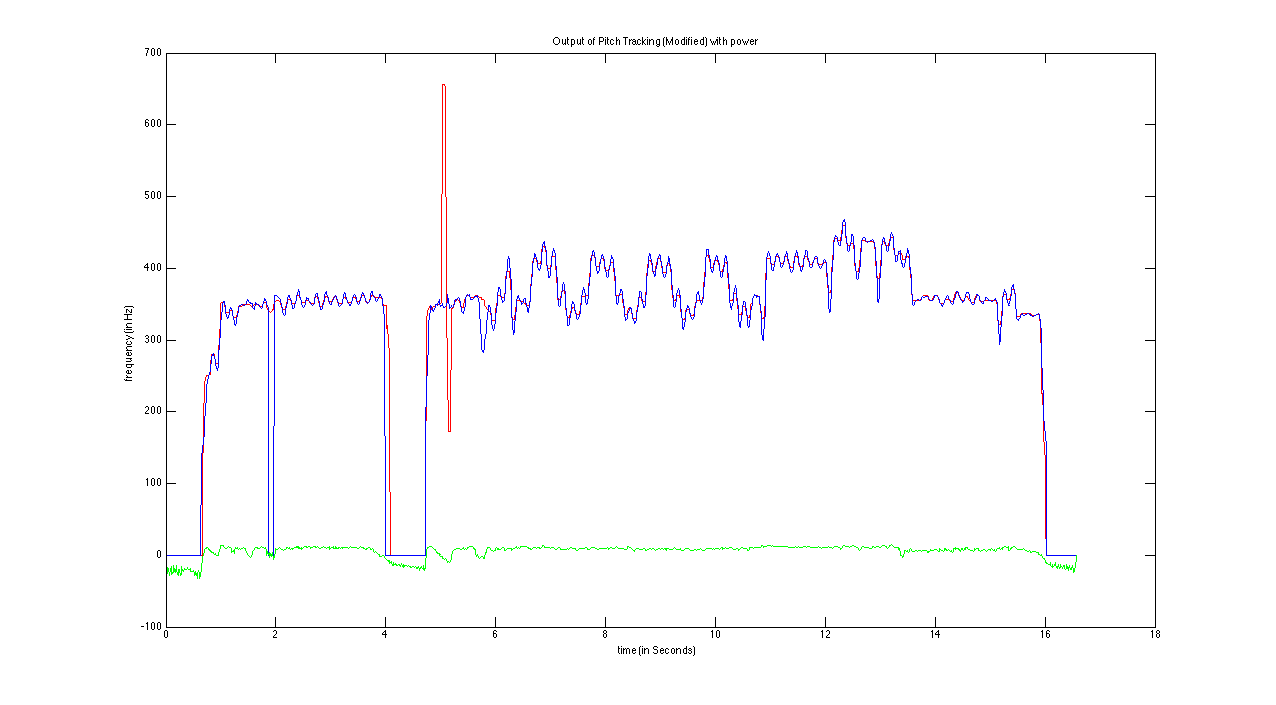 Output of Pitch Tracking (Modified) with power
700
600
500
400
300
200
100
0
-100
frequency (in Hz)
0 2 4 6 8 10 12 14 16 18
time (in Seconds)